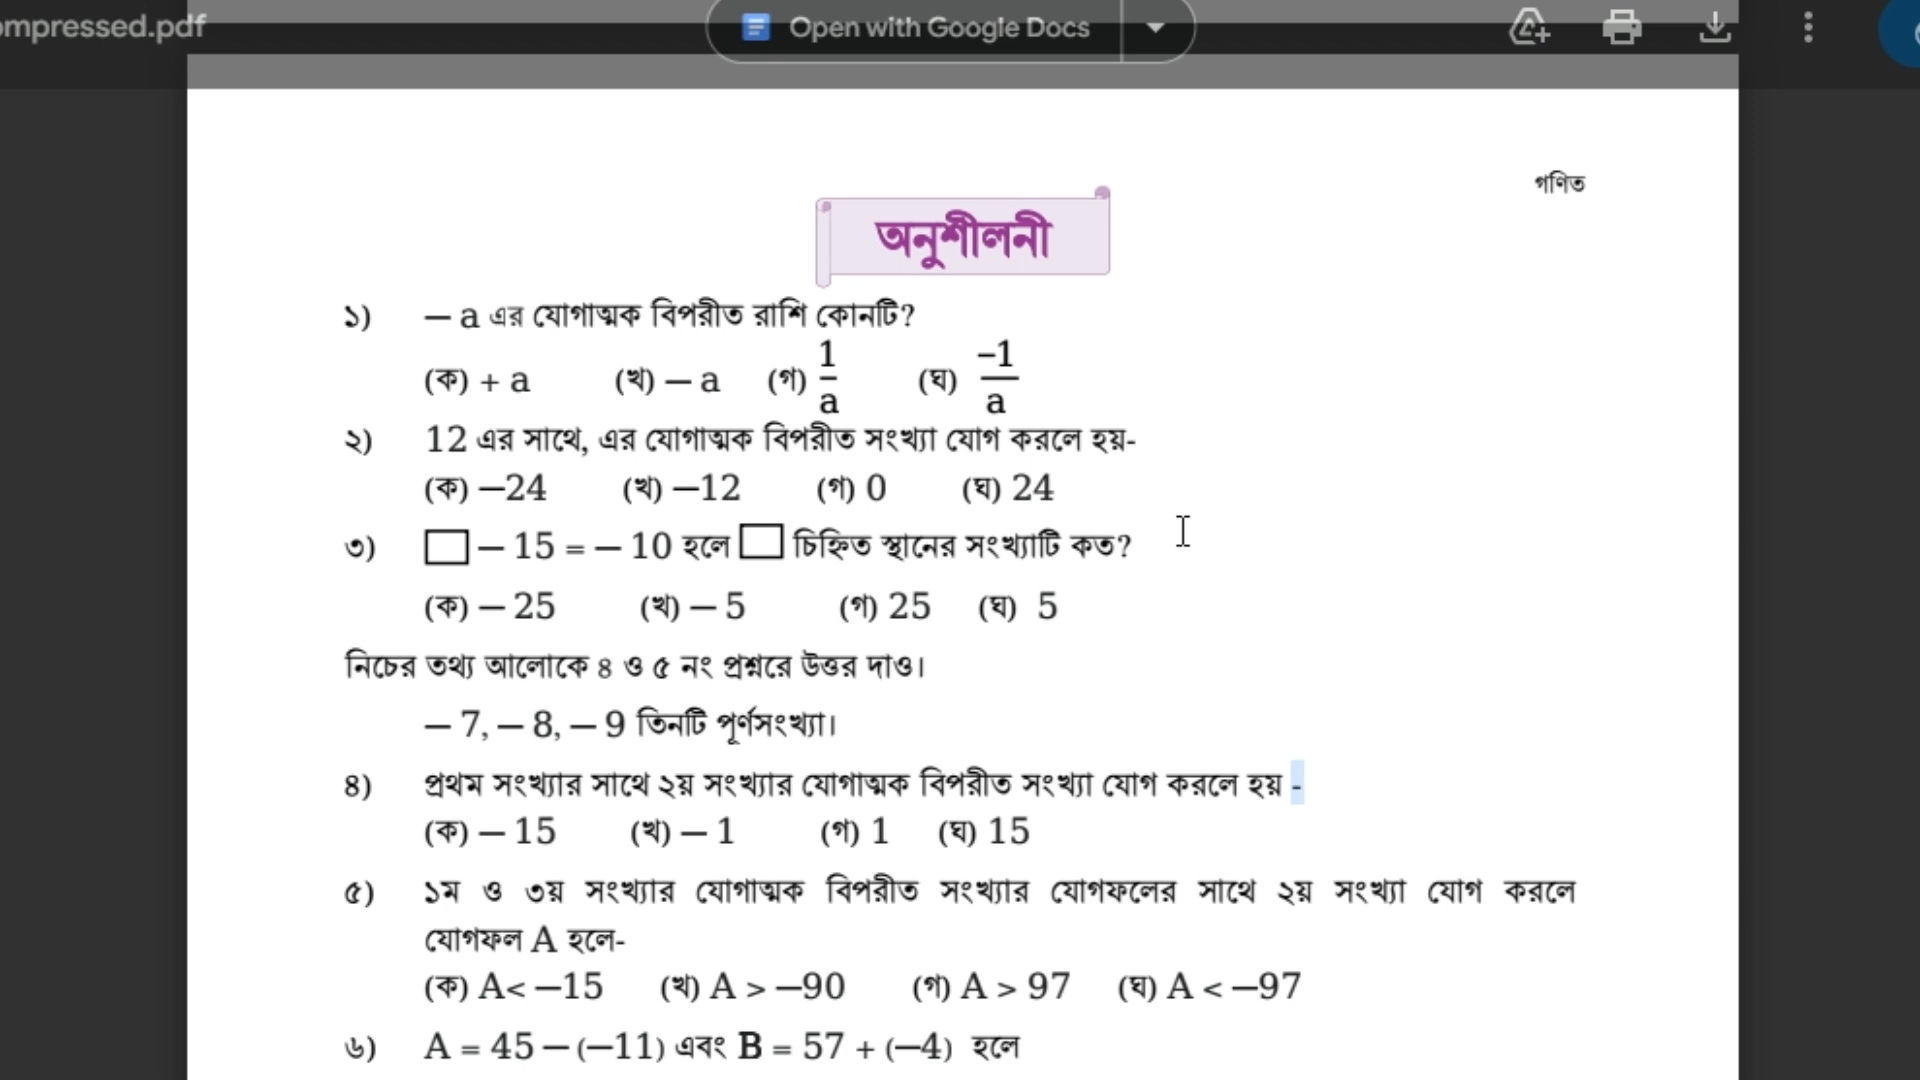 ompressed.pdf
Open with Google Docs
গণিত
অনুশীলনী
১) – a এর যোগাত্মক বিপরীত রাশি কোনটি?
(ক) + a (খ) – a (গ) 1/a (ঘ) –1/a
২) 12 এর সাথে, এর যোগাত্মক বিপরীত সংখ্যা যোগ করলে হয়-
(ক) –24 (খ) –12 (গ) 0 (ঘ) 24
৩) □ – 15 = – 10 হলে □ চিহ্নিত স্থানের সংখ্যাটি কত?
(ক) – 25 (খ) – 5 (গ) 25 (ঘ) 5
নিচের তথ্য আলোকে ৪ ও ৫ নং প্রশ্নরে উত্তর দাও।
– 7, – 8, – 9 তিনটি পূর্ণসংখ্যা।
৪) প্রথম সংখ্যার সাথে ২য় সংখ্যার যোগাত্মক বিপরীত সংখ্যা যোগ করলে হয় -
(ক) – 15 (খ) – 1 (গ) 1 (ঘ) 15
৫) ১ম ও ৩য় সংখ্যার যোগাত্মক বিপরীত সংখ্যার যোগফলের সাথে ২য় সংখ্যা যোগ করলে
যোগফল A হলে-
(ক) A< –15 (খ) A > –90 (গ) A > 97 (ঘ) A < –97
৬) A = 45 – (–11) এবং B = 57 + (–4) হলে